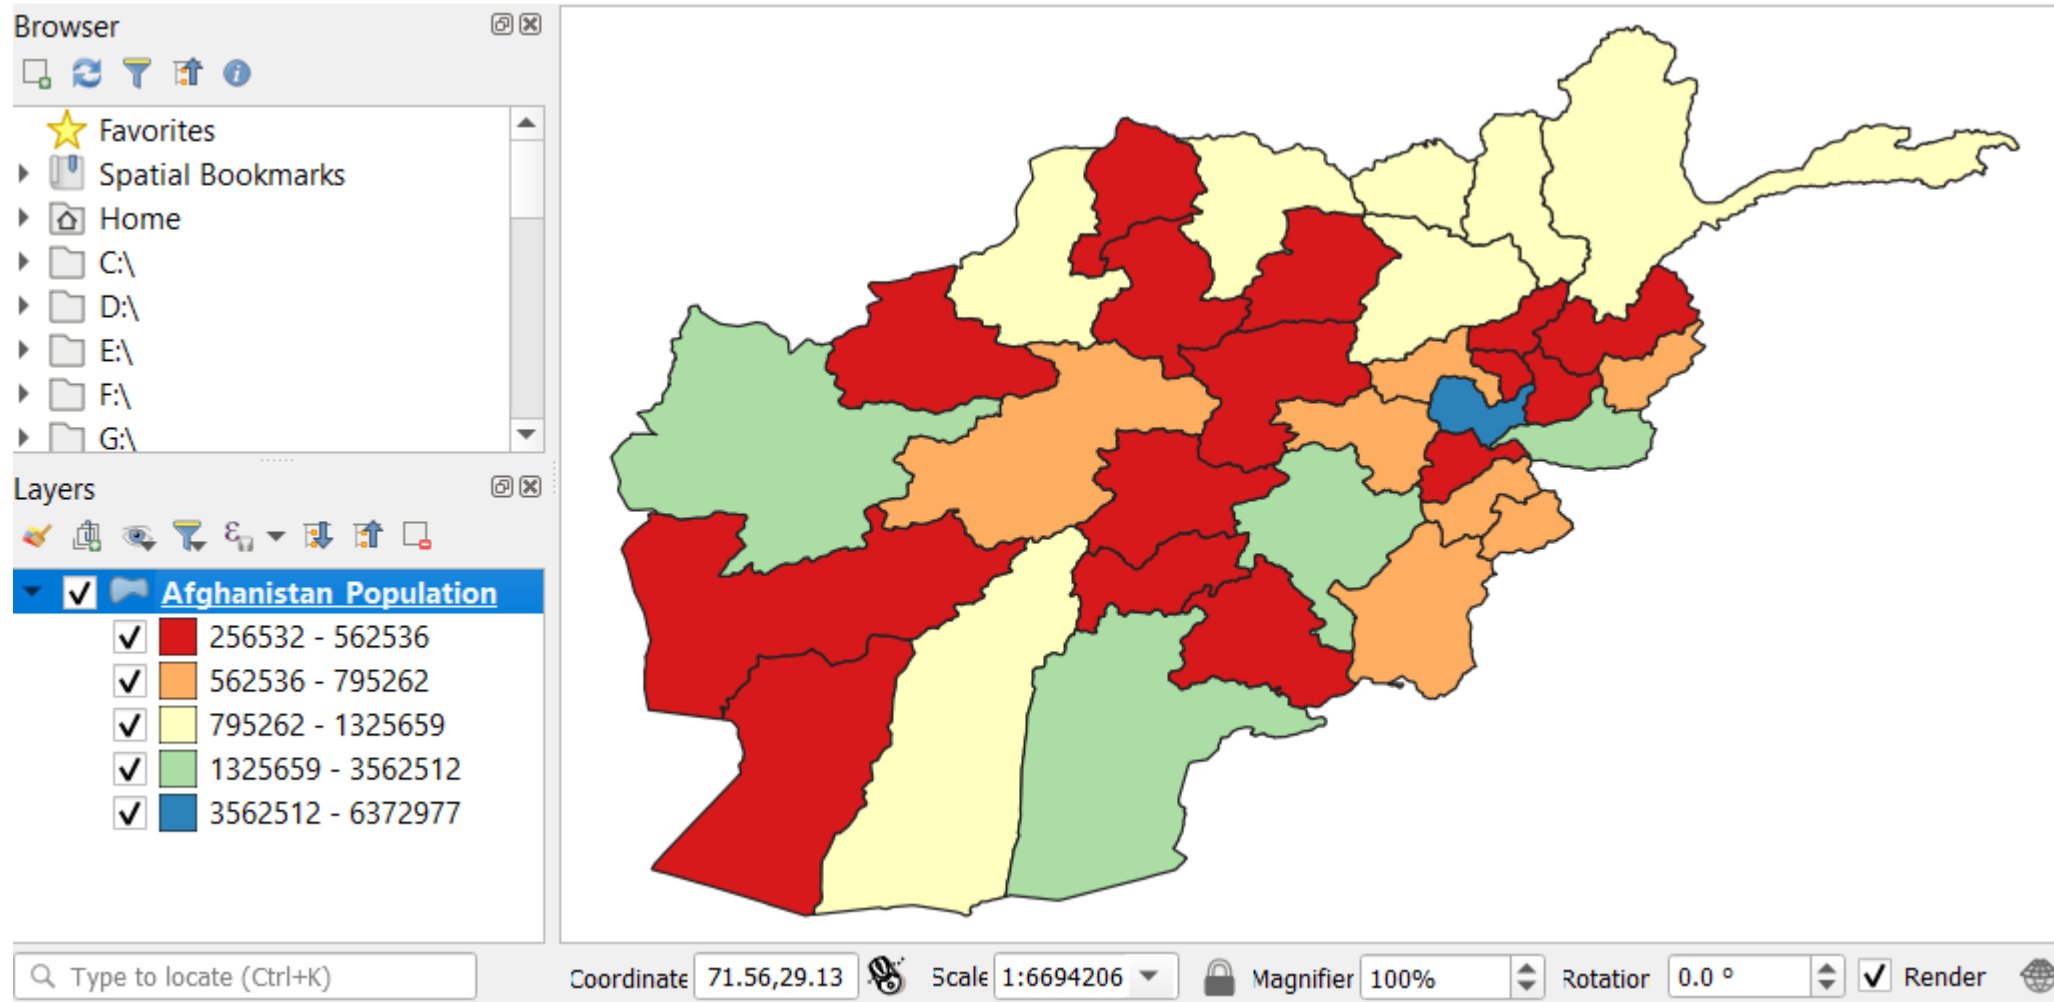 Browser
Favorites
Spatial Bookmarks
Home
C:\
D:\
E:\
F:\
G:\
Layers
Afghanistan Population
256532 - 562536
562536 - 795262
795262 - 1325659
1325659 - 3562512
3562512 - 6372977
Type to locate (Ctrl+K)
Coordinate 71.56,29.13 Scale 1:6694206 Magnifier 100% Rotation 0.0 ° Render